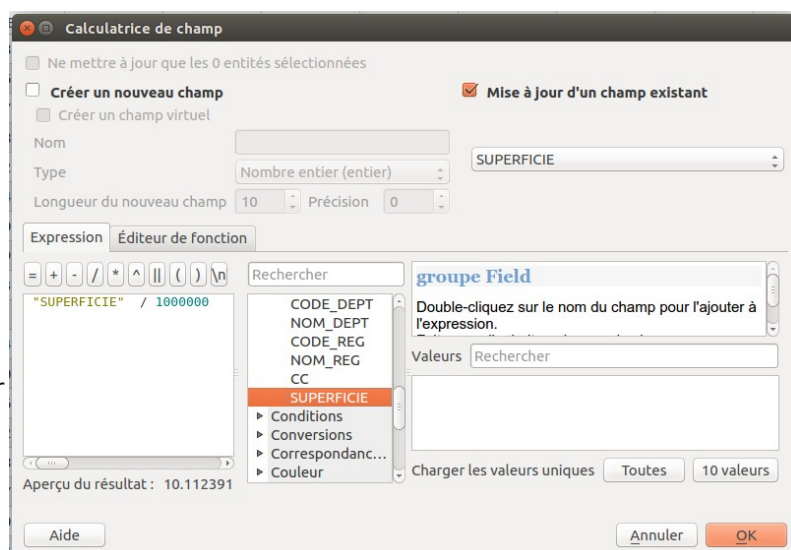 Calculatrice de champ
Ne mettre à jour que les 0 entités sélectionnées
Créer un nouveau champ
Mise à jour d'un champ existant
Créer un champ virtuel
Nom
SUPERFICIE
Type
Nombre entier (entier)
Longueur du nouveau champ 10 Précision 0
Expression Éditeur de fonction
= + - / * ^ || ( ) \n
"SUPERFICIE" / 1000000
Rechercher
CODE_DEPT
NOM_DEPT
CODE_REG
NOM_REG
CC
SUPERFICIE
Conditions
Conversions
Correspondanc...
Couleur
groupe Field
Double-cliquez sur le nom du champ pour l'ajouter à
l'expression.
Valeurs Rechercher
Charger les valeurs uniques Toutes 10 valeurs
Aperçu du résultat : 10.112391
Aide
Annuler OK